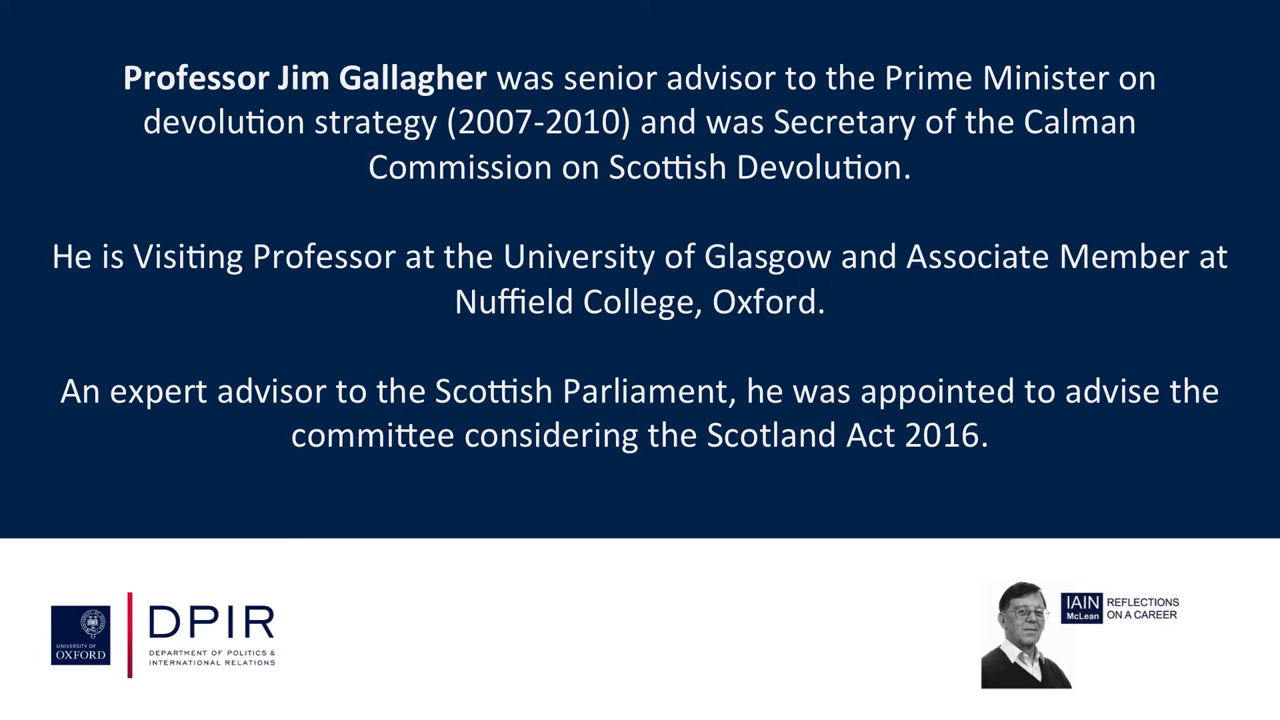 Professor Jim Gallagher was senior advisor to the Prime Minister on
devolution strategy (2007-2010) and was Secretary of the Calman
Commission on Scottish Devolution.
He is Visiting Professor at the University of Glasgow and Associate Member at
Nuffield College, Oxford.
An expert advisor to the Scottish Parliament, he was appointed to advise the
committee considering the Scotland Act 2016.
UNIVERSITY OF
OXFORD
DPIR
DEPARTMENT OF POLITICS &
INTERNATIONAL RELATIONS
IAIN
McLean
REFLECTIONS
ON A CAREER